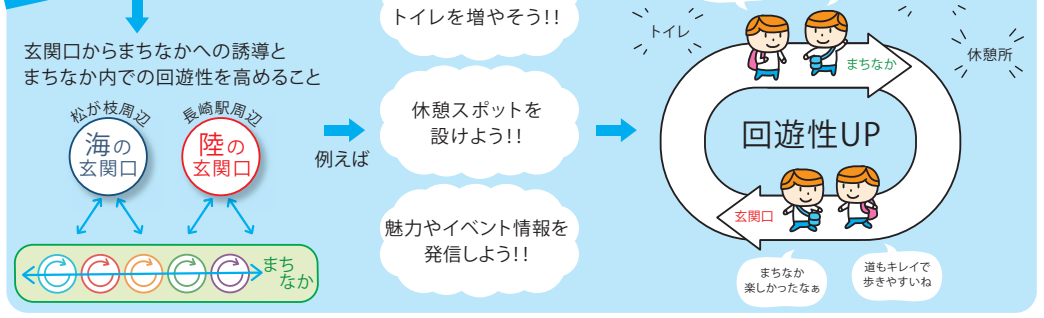 玄関口からまちなかへの誘導と
まちなか内での回遊性を高めること
松が枝周辺
海の
玄関口
長崎駅周辺
陸の
玄関口
まち
なか
例えば
トイレを増やそう!!
休憩スポットを
設けよう!!
魅力やイベント情報を
発信しよう!!
トイレ
休憩所
まちなか
回遊性UP
玄関口
まちなか
楽しかったなぁ
道もキレイで
歩きやすいね